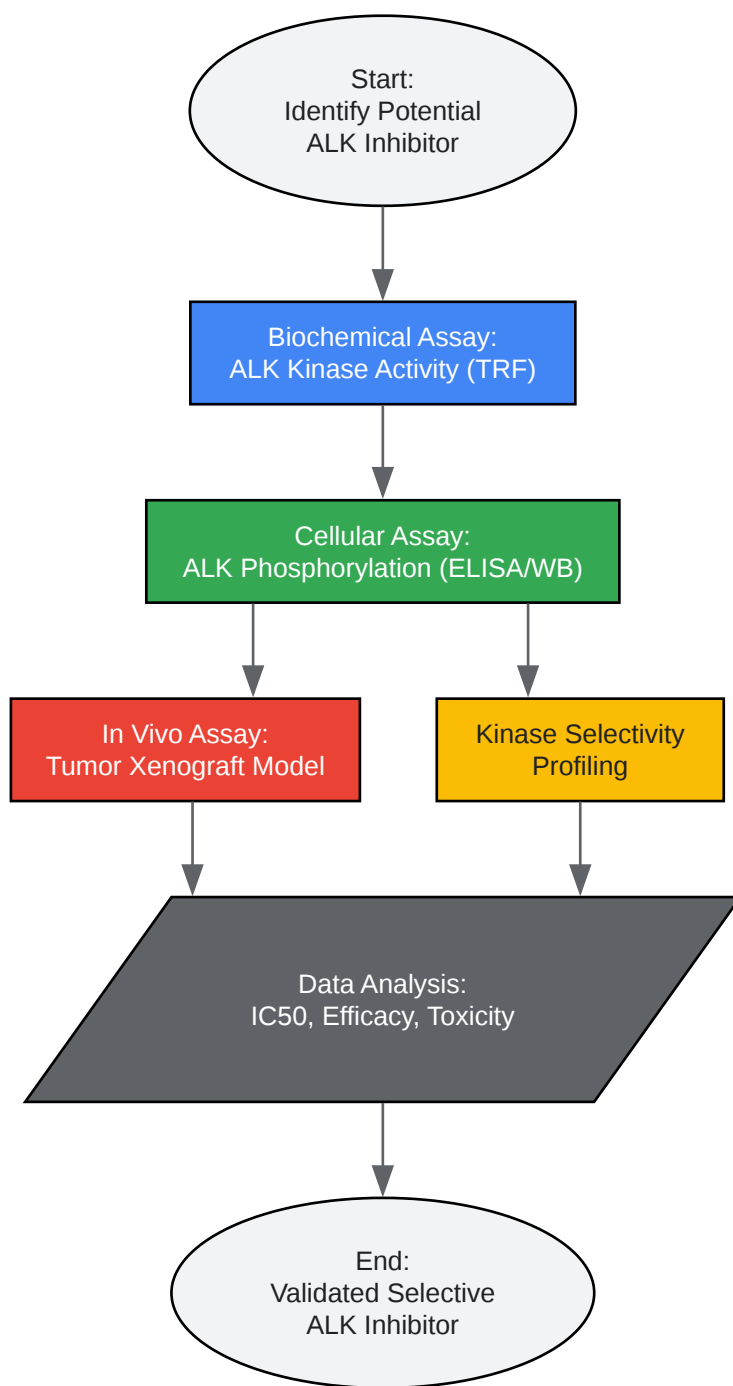 Start:
Identify Potential
ALK Inhibitor
Biochemical Assay:
ALK Kinase Activity (TRF)
Cellular Assay:
ALK Phosphorylation (ELISA/WB)
In Vivo Assay:
Tumor Xenograft Model
Kinase Selectivity
Profiling
Data Analysis:
IC50, Efficacy, Toxicity
End:
Validated Selective
ALK Inhibitor